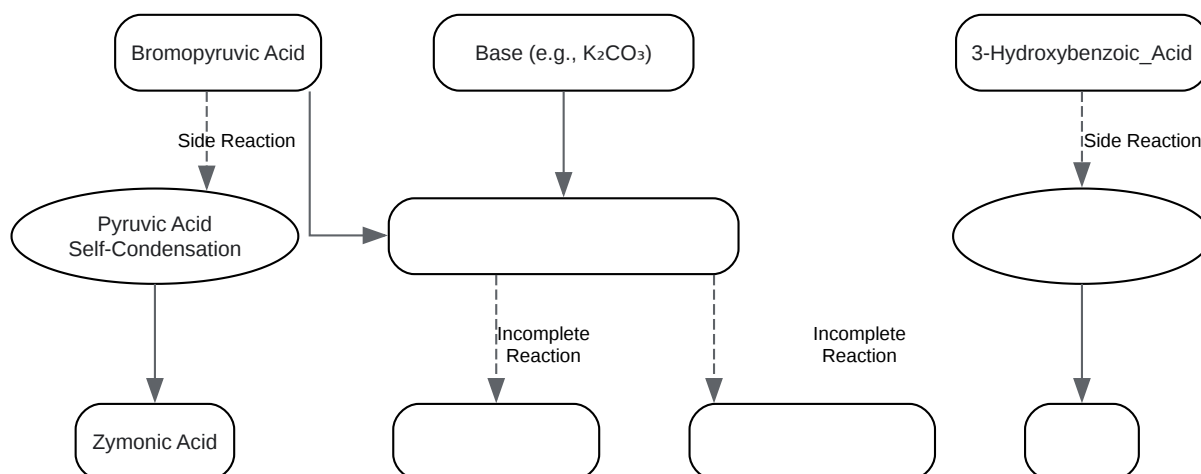 Bromopyruvic Acid
Base (e.g., K₂CO₃)
3-Hydroxybenzoic_Acid
Side Reaction
Side Reaction
Pyruvic Acid
Self-Condensation
Incomplete
Reaction
Incomplete
Reaction
Zymonic Acid